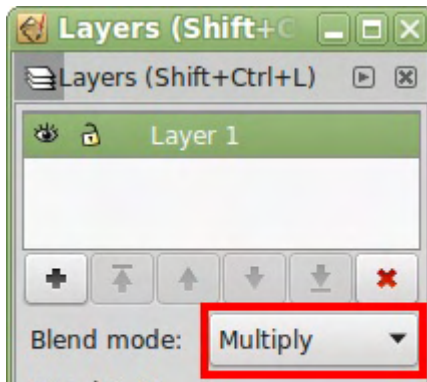 Layers (Shift+C
Layers (Shift+Ctrl+L)
Layer 1
Blend mode: Multiply